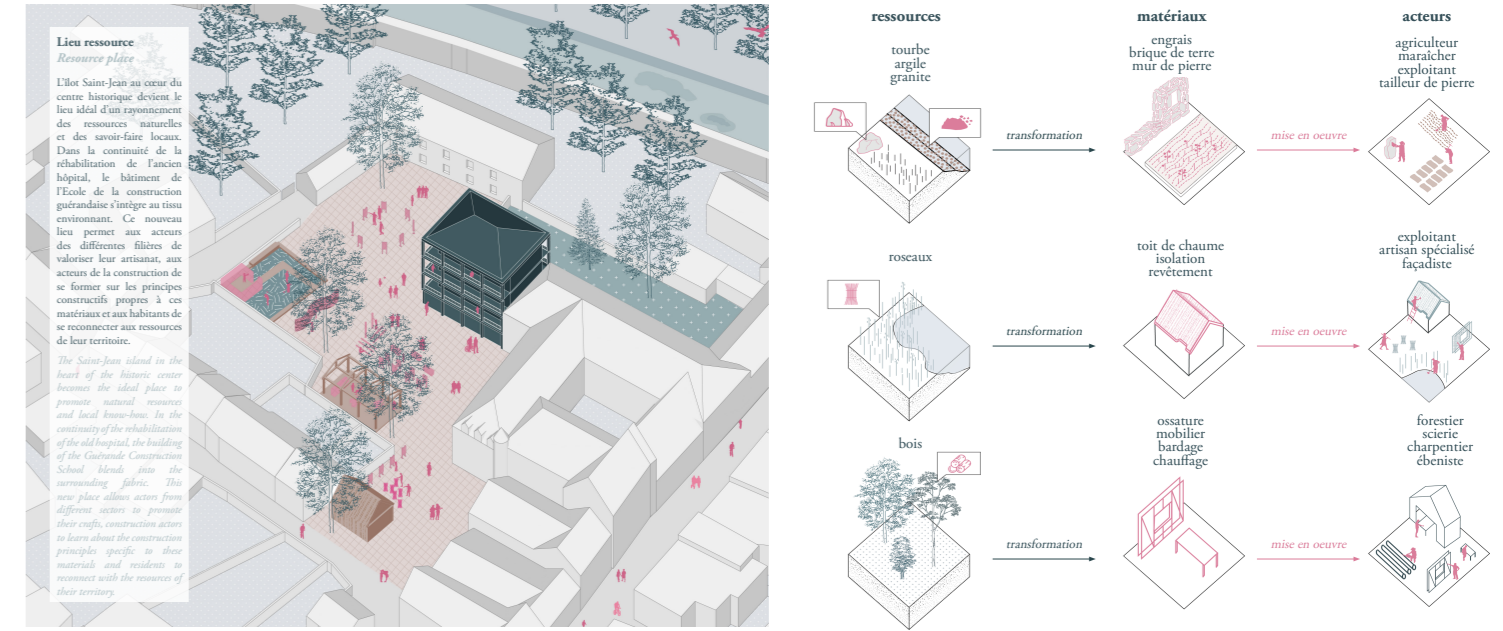 Lieu ressource
Resource place
L'îlot Saint-Jean au cœur du
centre historique devient le
lieu idéal d'un rayonnement
des ressources naturelles
et des savoir-faire locaux.
Dans la continuité de la
réhabilitation de l'ancien
hôpital, le bâtiment de
l'Ecole de la construction
guérandaise s'intègre au tissu
environnant. Ce nouveau
lieu permet aux acteurs
des différentes filières de
valoriser leur artisanat, aux
acteurs de la construction de
se former sur les principes
constructifs propres à ces
matériaux et aux habitants de
se reconnecter aux ressources
de leur territoire.
The Saint-Jean island in the
heart of the historic center
becomes the ideal place to
promote natural resources
and local know-how. In the
continuity of the rehabilitation
of the old hospital, the building
of the Guérande Construction
School blends into the
surrounding fabric. This
new place allows actors from
different sectors to promote
their crafts, construction actors
to learn about the construction
principles specific to these
materials and residents to
reconnect with the resources of
their territory.
ressources
matériaux
acteurs
tourbe
argile
granite
transformation
engrais
brique de terre
mur de pierre
mise en oeuvre
agriculteur
maraîcher
exploitant
tailleur de pierre
roseaux
transformation
toit de chaume
isolation
revêtement
mise en oeuvre
exploitant
artisan spécialisé
façadiste
bois
transformation
ossature
mobilier
bardage
chauffage
mise en oeuvre
forestier
scierie
charpentier
ébeniste